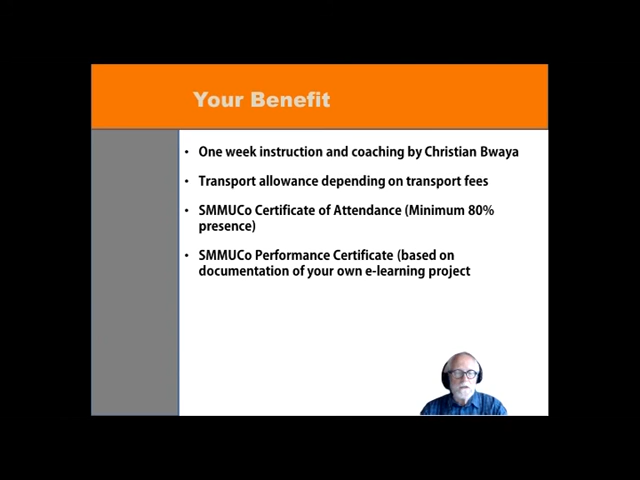 Your Benefit
• One week instruction and coaching by Christian Bwaya
• Transport allowance depending on transport fees
• SMMUCo Certificate of Attendance (Minimum 80%
presence)
• SMMUCo Performance Certificate (based on
documentation of your own e-learning project